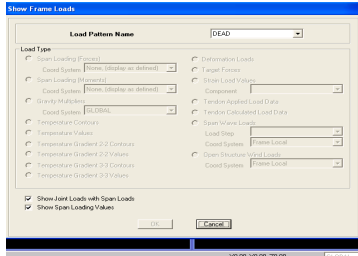 Show Frame Loads
Load Pattern Name
DEAD
Load Type
Span Loading (Forces)
Coord System
None, (display as defined)
Span Loading (Moments)
Coord System
None, (display as defined)
Gravity Multipliers
Coord System
GLOBAL
Temperature Contours
Temperature Values
Temperature Gradient 2-2 Contours
Temperature Gradient 2-2 Values
Temperature Gradient 3-3 Contours
Temperature Gradient 3-3 Values
Deformation Loads
Target Forces
Strain Load Values
Component
Tendon Applied Load Data
Tendon Calculated Load Data
Span Wave Loads
Load Step
Coord System
Frame Local
Open Structure Wind Loads
Coord System
Frame Local
Show Joint Loads with Span Loads
Show Span Loading Values
OK
Cancel